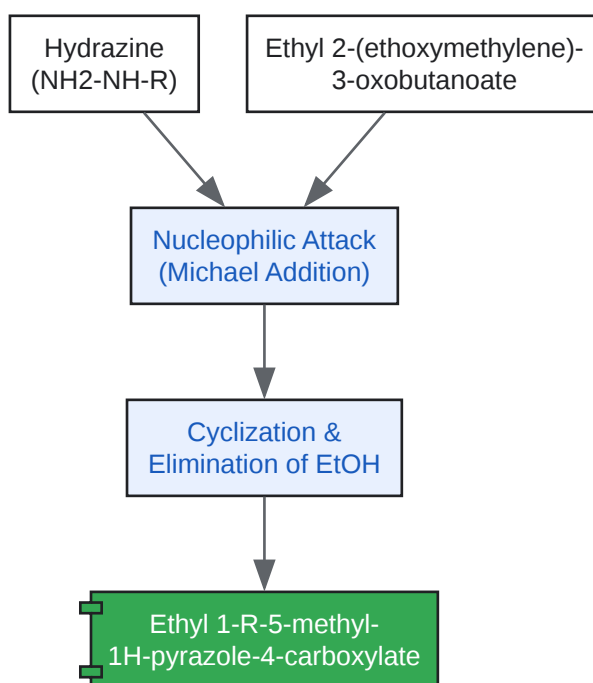 Hydrazine
(NH2-NH-R)
Ethyl 2-(ethoxymethylene)-
3-oxobutanoate
Nucleophilic Attack
(Michael Addition)
Cyclization &
Elimination of EtOH
Ethyl 1-R-5-methyl-
1H-pyrazole-4-carboxylate